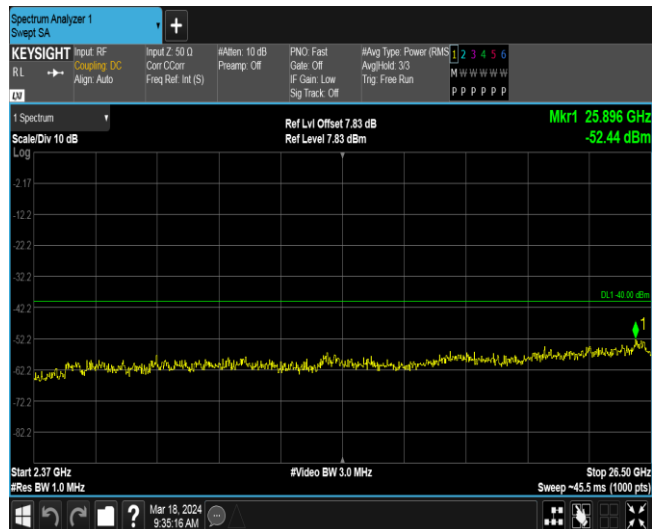 Spectrum Analyzer 1
Swept SA
+
KEYSIGHT
RL
LXI
Input: RF
Coupling: DC
Align: Auto
Input Z: 50 Ω
Corr CCorr
Freq Ref: Int (S)
#Atten: 10 dB
Preamp: Off
PNO: Fast
Gate: Off
IF Gain: Low
Sig Track: Off
#Avg Type: Power (RMS
Avg|Hold: 3/3
Trig: Free Run
1 2 3 4 5 6
M W W W W W
P P P P P P
1 Spectrum
Scale/Div 10 dB
Log
Ref Lvl Offset 7.83 dB
Ref Level 7.83 dBm
Mkr1 25.896 GHz
-52.44 dBm
-2.17
-12.2
-22.2
-32.2
DL1 -40.00 dBm
-42.2
1
-52.2
-62.2
-72.2
-82.2
Start 2.37 GHz
#Res BW 1.0 MHz
#Video BW 3.0 MHz
Stop 26.50 GHz
Sweep ~45.5 ms (1000 pts)
?
Mar 18, 2024
9:35:16 AM